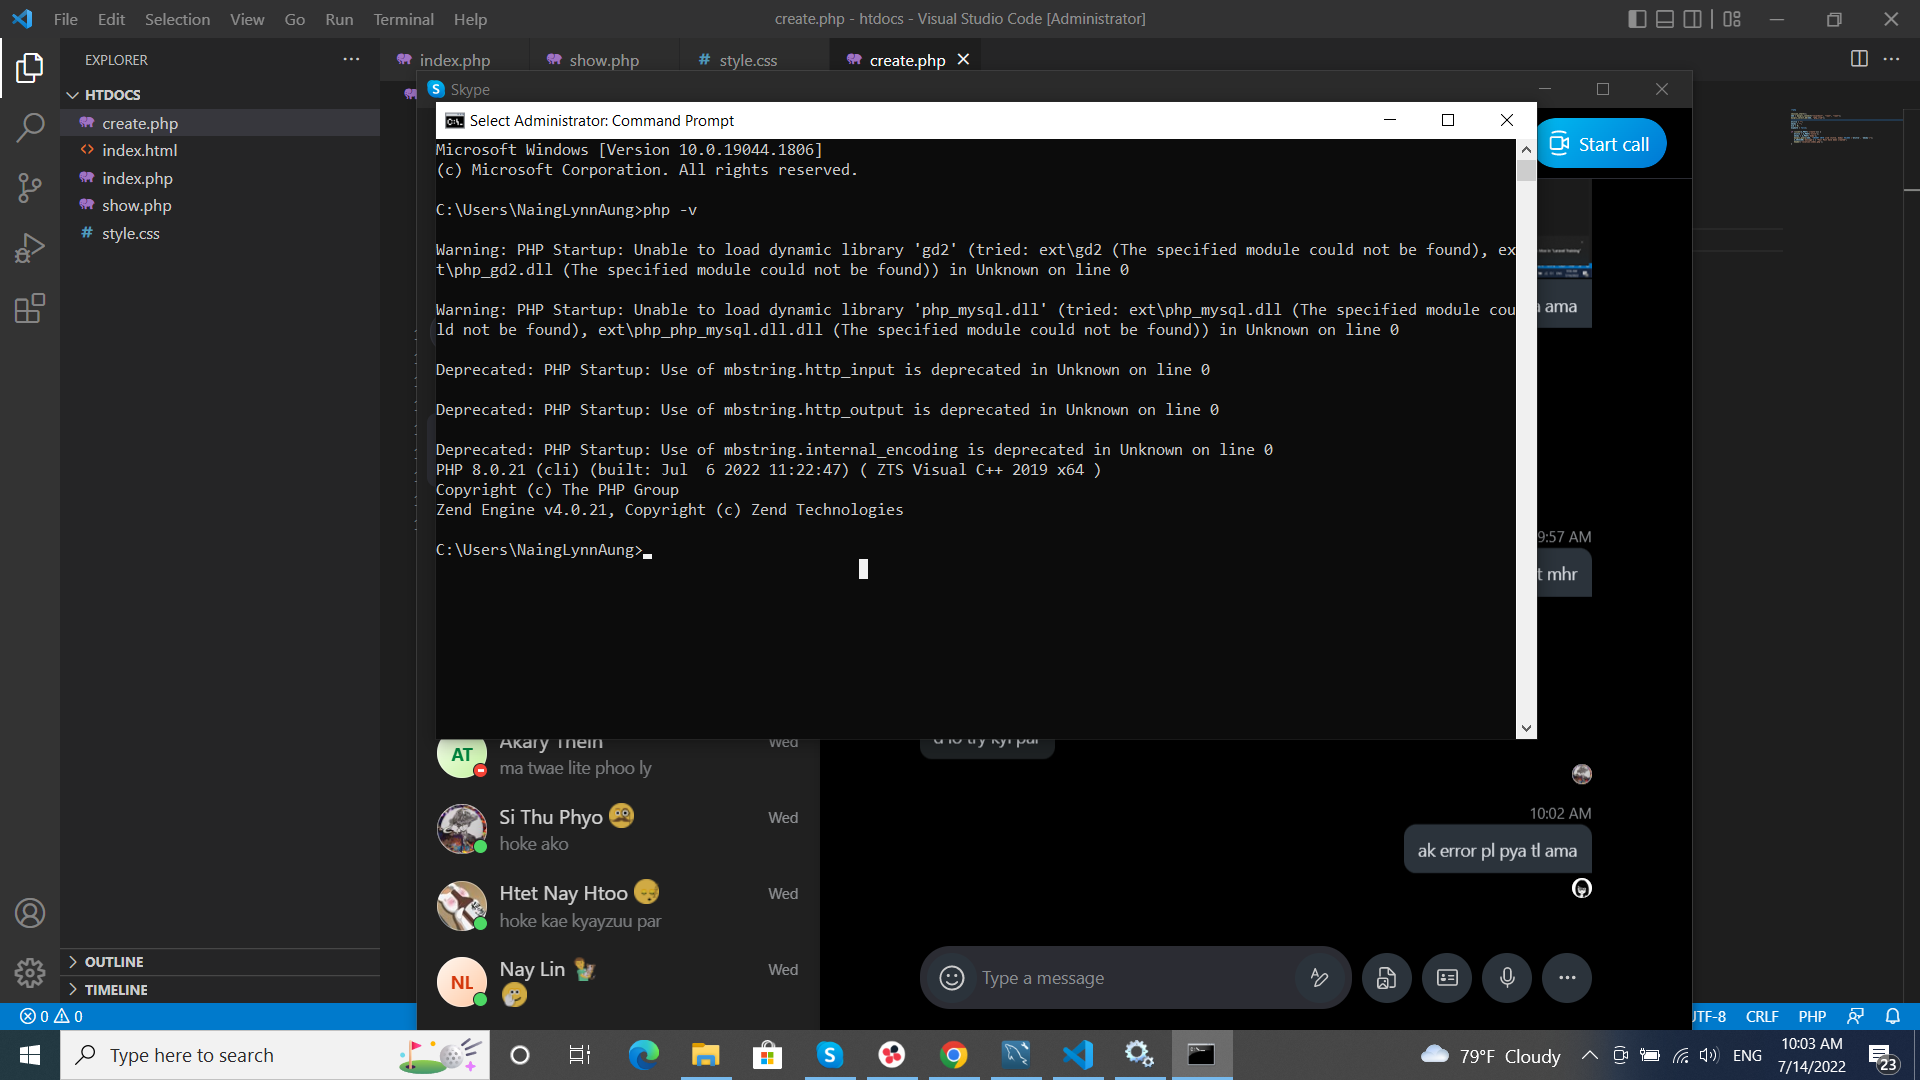 File Edit Selection View Go Run Terminal Help
create.php - htdocs - Visual Studio Code [Administrator]
EXPLORER
index.php
show.php
# style.css
create.php
HTDOCS
create.php
index.html
index.php
show.php
# style.css
OUTLINE
TIMELINE
Skype
Select Administrator: Command Prompt
Microsoft Windows [Version 10.0.19044.1806]
(c) Microsoft Corporation. All rights reserved.
C:\Users\NaingLynnAung>php -v
Warning: PHP Startup: Unable to load dynamic library 'gd2' (tried: ext\gd2 (The specified module could not be found), ex
t\php_gd2.dll (The specified module could not be found)) in Unknown on line 0
Warning: PHP Startup: Unable to load dynamic library 'php_mysql.dll' (tried: ext\php_mysql.dll (The specified module cou
ld not be found), ext\php_php_mysql.dll.dll (The specified module could not be found)) in Unknown on line 0
Deprecated: PHP Startup: Use of mbstring.http_input is deprecated in Unknown on line 0
Deprecated: PHP Startup: Use of mbstring.http_output is deprecated in Unknown on line 0
Deprecated: PHP Startup: Use of mbstring.internal_encoding is deprecated in Unknown on line 0
PHP 8.0.21 (cli) (built: Jul  6 2022 11:22:47) ( ZTS Visual C++ 2019 x64 )
Copyright (c) The PHP Group
Zend Engine v4.0.21, Copyright (c) Zend Technologies
C:\Users\NaingLynnAung>
Start call
ama
9:57 AM
t mhr
AT
Akary Thein
Wed
ma twae lite phoo ly
Si Thu Phyo
Wed
hoke ako
Htet Nay Htoo
Wed
hoke kae kyayzuu par
NL
Nay Lin
Wed
d lo try kyi par
10:02 AM
ak error pl pya tl ama
Type a message
0 0
UTF-8 CRLF PHP
Type here to search
79°F Cloudy
ENG
10:03 AM
7/14/2022
23